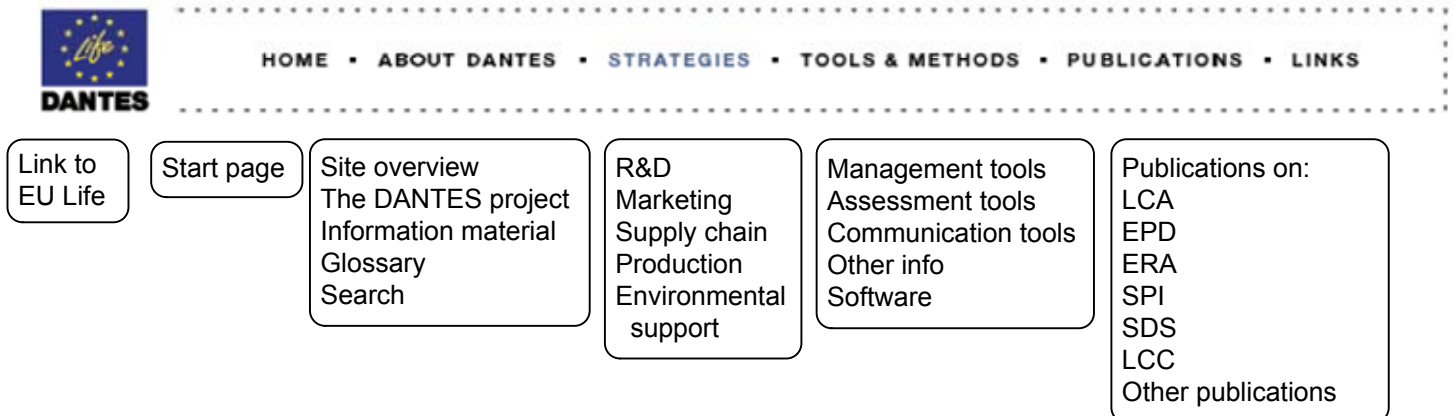 Life
DANTES
HOME ▪ ABOUT DANTES ▪ STRATEGIES ▪ TOOLS & METHODS ▪ PUBLICATIONS ▪ LINKS
Link to
EU Life
Start page
Site overview
The DANTES project
Information material
Glossary
Search
R&D
Marketing
Supply chain
Production
Environmental
support
Management tools
Assessment tools
Communication tools
Other info
Software
Publications on:
LCA
EPD
ERA
SPI
SDS
LCC
Other publications